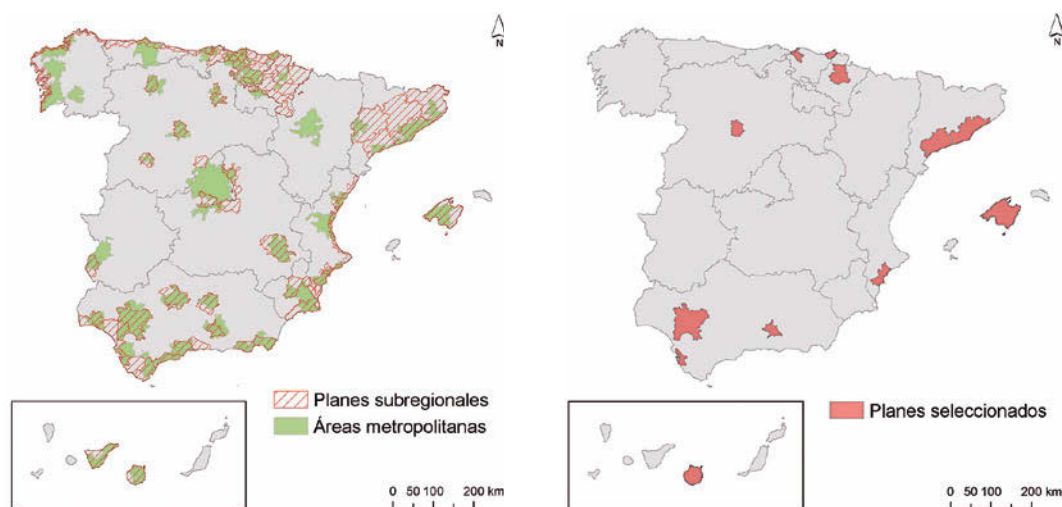 N
Planes subregionales
Áreas metropolitanas
0 50 100 200 km
N
Planes seleccionados
0 50 100 200 km